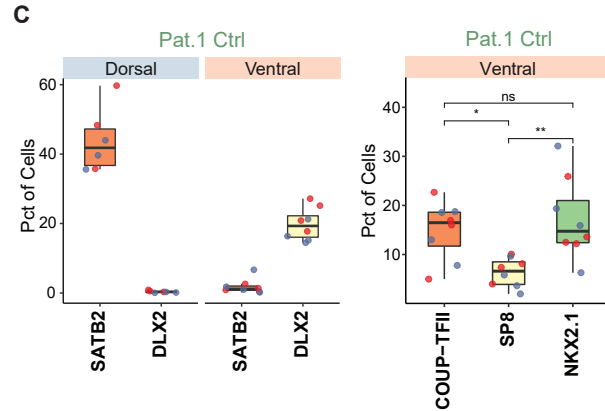 C
Pat.1 Ctrl
Dorsal
Ventral
Pct of Cells
60
40
20
0
SATB2
DLX2
SATB2
DLX2
Pat.1 Ctrl
Ventral
Pct of Cells
40
30
20
10
0
ns
*
**
COUP-TFII
SP8
NKX2.1